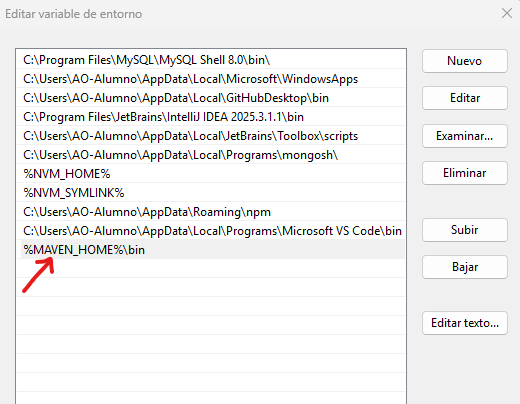 Editar variable de entorno
C:\Program Files\MySQL\MySQL Shell 8.0\bin\
C:\Users\AO-Alumno\AppData\Local\Microsoft\WindowsApps
C:\Users\AO-Alumno\AppData\Local\GitHubDesktop\bin
C:\Program Files\JetBrains\IntelliJ IDEA 2025.3.1.1\bin
C:\Users\AO-Alumno\AppData\Local\JetBrains\Toolbox\scripts
C:\Users\AO-Alumno\AppData\Local\Programs\mongosh\
%NVM_HOME%
%NVM_SYMLINK%
C:\Users\AO-Alumno\AppData\Roaming\npm
C:\Users\AO-Alumno\AppData\Local\Programs\Microsoft VS Code\bin
%MAVEN_HOME%\bin
Nuevo
Editar
Examinar...
Eliminar
Subir
Bajar
Editar texto...